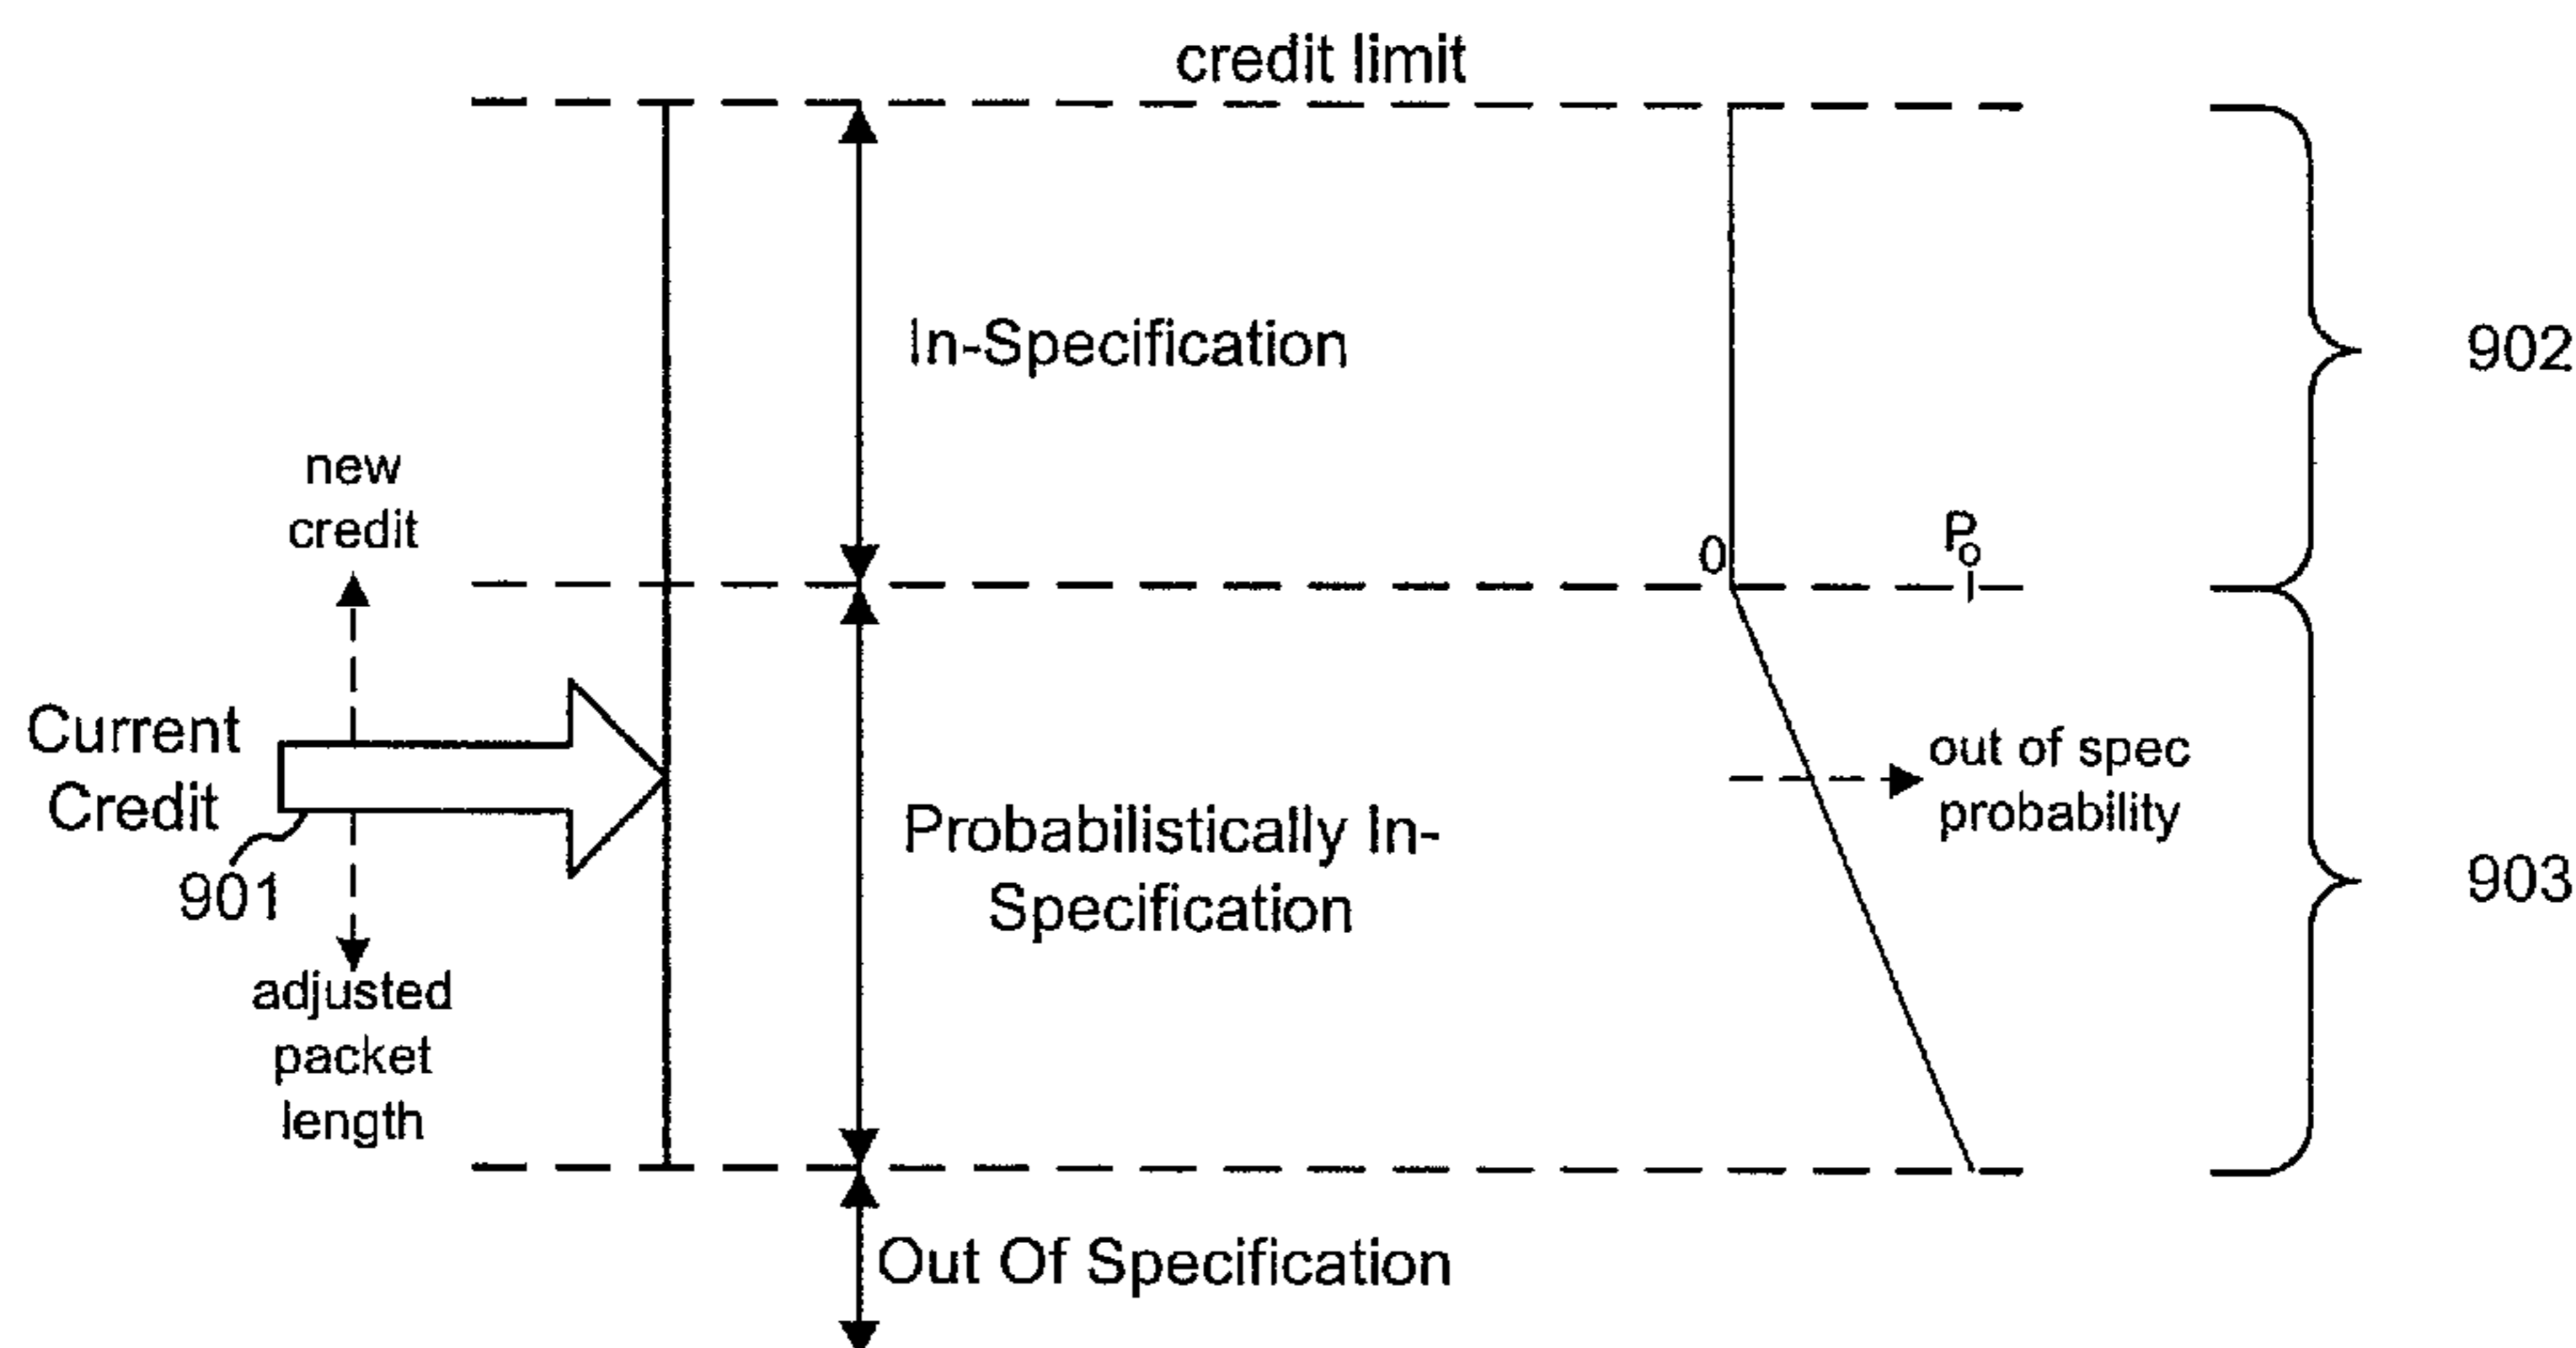 credit limit
In-Specification
902
new
credit
0
Po
Current
Credit
901
out of spec
probability
Probabilistically In-
Specification
903
adjusted
packet
length
Out Of Specification